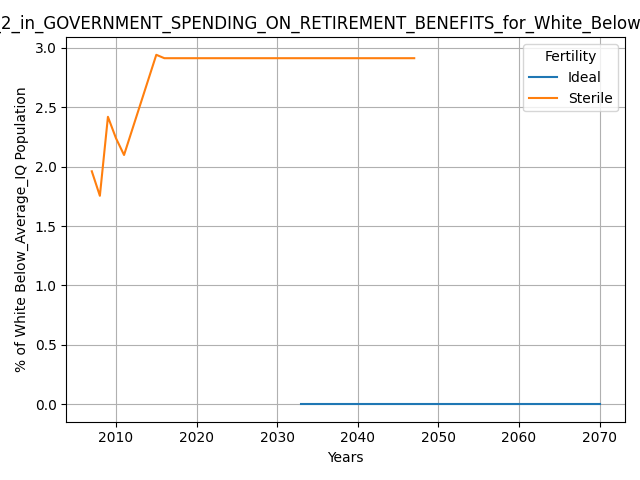 _2_in_GOVERNMENT_SPENDING_ON_RETIREMENT_BENEFITS_for_White_Below
3.0
2.5
2.0
1.5
1.0
0.5
0.0
% of White Below_Average_IQ Population
Fertility
Ideal
Sterile
2010 2020 2030 2040 2050 2060 2070
Years